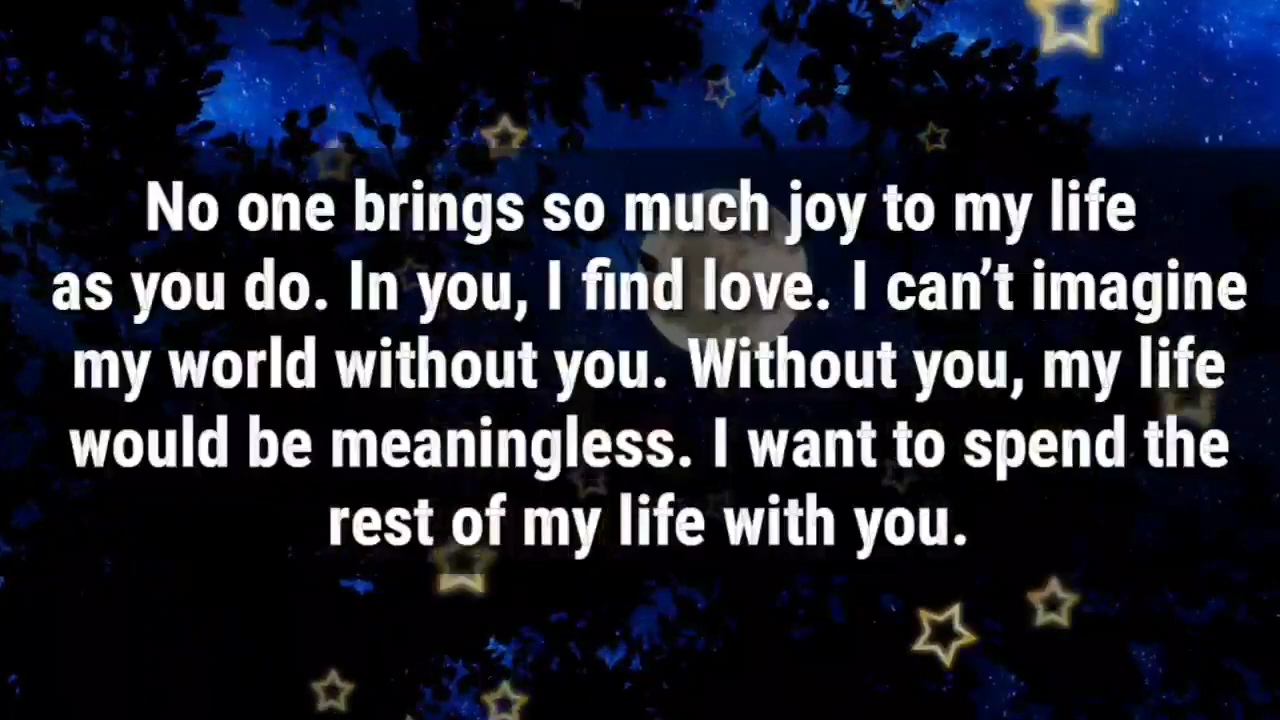 No one brings so much joy to my life
as you do. In you, I find love. I can’t imagine
my world without you. Without you, my life
would be meaningless. I want to spend the
rest of my life with you.